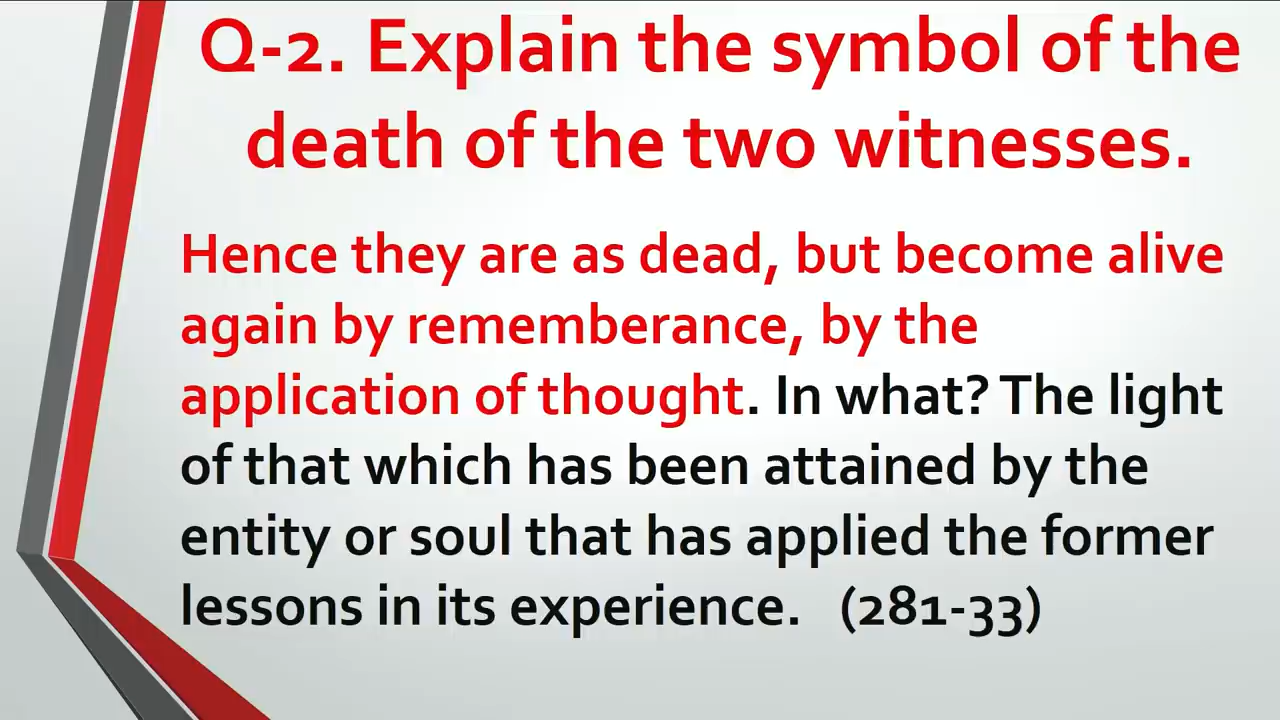 Q-2. Explain the symbol of the
death of the two witnesses.
Hence they are as dead, but become alive
again by rememberance, by the
application of thought. In what? The light
of that which has been attained by the
entity or soul that has applied the former
lessons in its experience. (281-33)